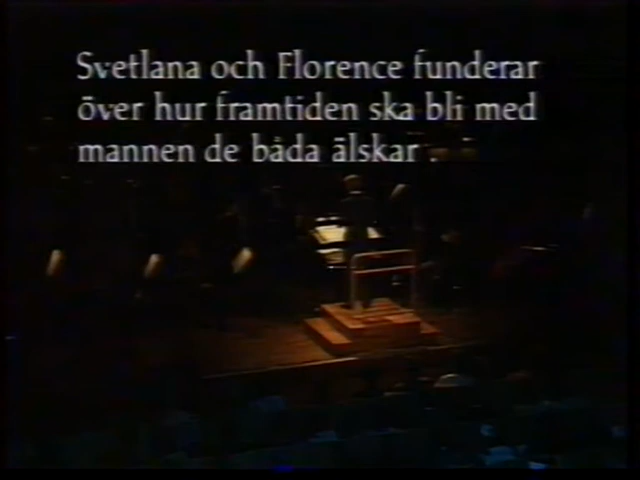 Svetlana och Florence funderar
över hur framtiden ska bli med
mannen de båda älskar .